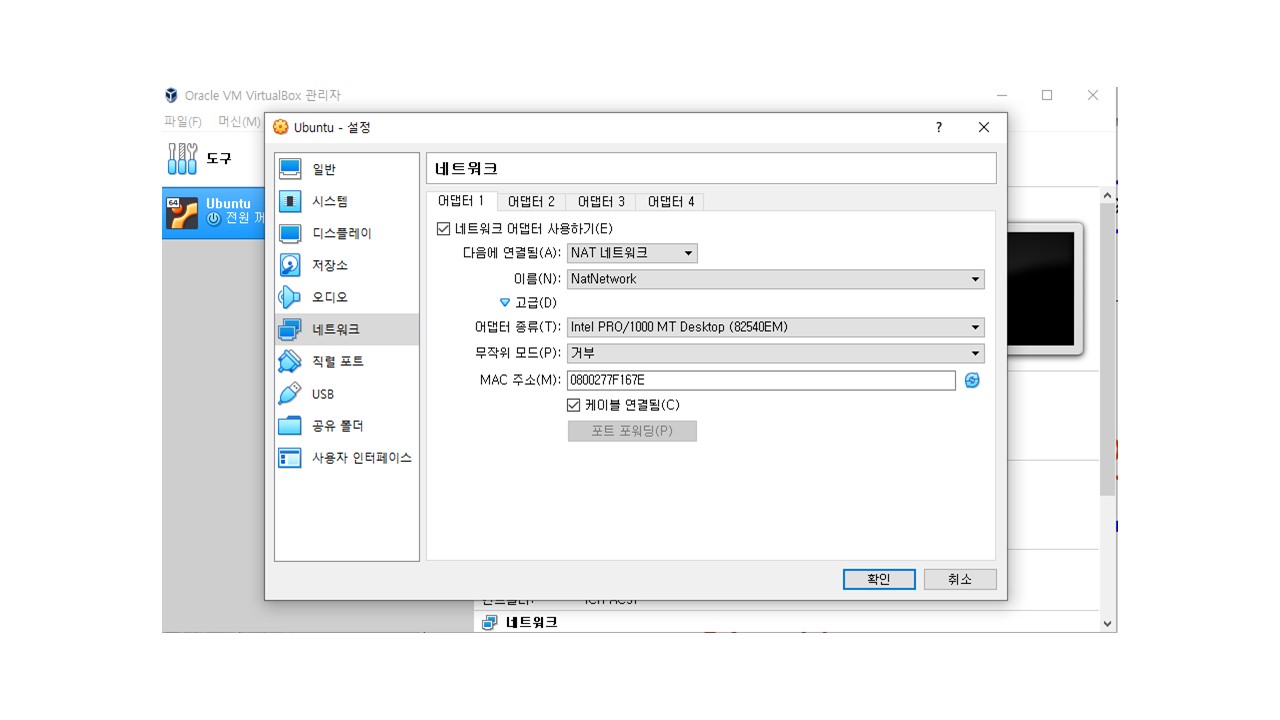 Oracle VM VirtualBox 관리자
파일(F) 머신(M)
Ubuntu - 설정 ?
도구
64 Ubuntu
전원 꺼
일반
시스템
디스플레이
저장소
오디오
네트워크
직렬 포트
USB
공유 폴더
사용자 인터페이스
네트워크
어댑터 1 어댑터 2 어댑터 3 어댑터 4
네트워크 어댑터 사용하기(E)
다음에 연결됨(A): NAT 네트워크
이름(N): NatNetwork
고급(D)
어댑터 종류(T): Intel PRO/1000 MT Desktop (82540EM)
무작위 모드(P): 거부
MAC 주소(M): 0800277F167E
케이블 연결됨(C)
포트 포워딩(P)
확인 취소
네트워크